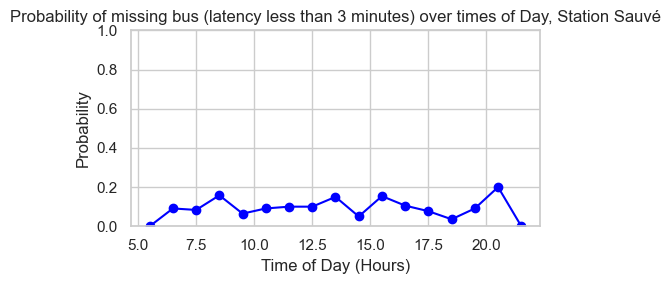 Probability of missing bus (latency less than 3 minutes) over times of Day, Station Sauvé
1.0
0.8
0.6
0.4
0.2
0.0
Probability
5.0 7.5 10.0 12.5 15.0 17.5 20.0
Time of Day (Hours)